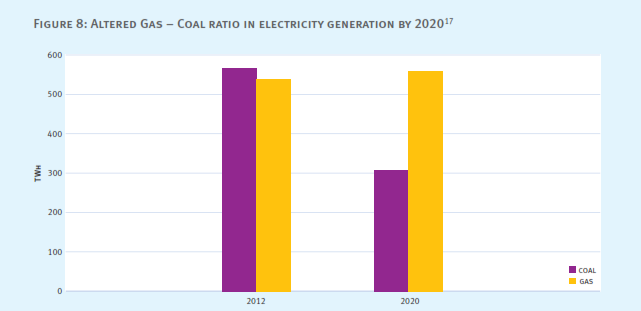 Figure 8: Altered Gas – Coal ratio in electricity generation by 2020¹⁷
600
500
400
300
200
100
0
TWh
2012
2020
COAL
GAS